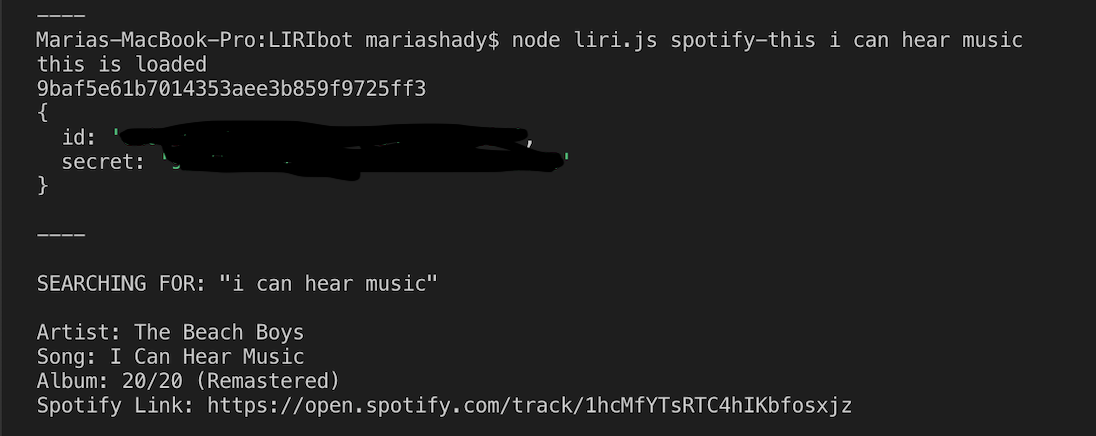 ----
Marias-MacBook-Pro:LIRIbot mariashady$ node liri.js spotify-this i can hear music
this is loaded
9baf5e61b7014353aee3b859f9725ff3
{
id: '
,
secret: '
'
}
----
SEARCHING FOR: "i can hear music"
Artist: The Beach Boys
Song: I Can Hear Music
Album: 20/20 (Remastered)
Spotify Link: https://open.spotify.com/track/1hcMfYTsRTC4hIKbfosxjz